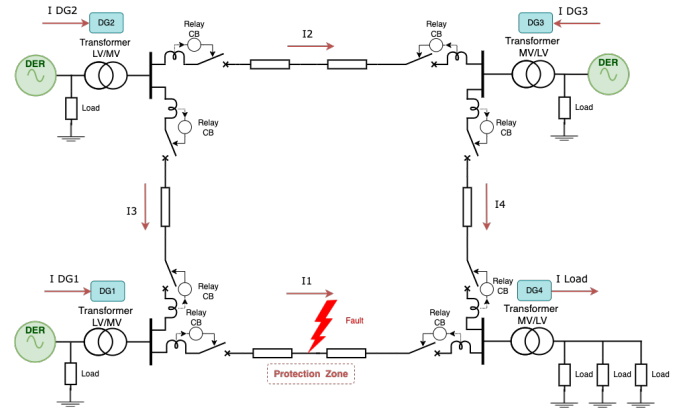 I DG2
DG2
Transformer
LV/MV
DER
Load
Relay
CB
I2
Relay
CB
DG3
I DG3
Transformer
MV/LV
DER
Load
Relay
CB
Relay
CB
I3
I4
I DG1
DG1
Transformer
LV/MV
DER
Load
Relay
CB
Relay
CB
I1
Fault
Protection Zone
Relay
CB
Relay
CB
DG4
I Load
Transformer
MV/LV
Load
Load
Load